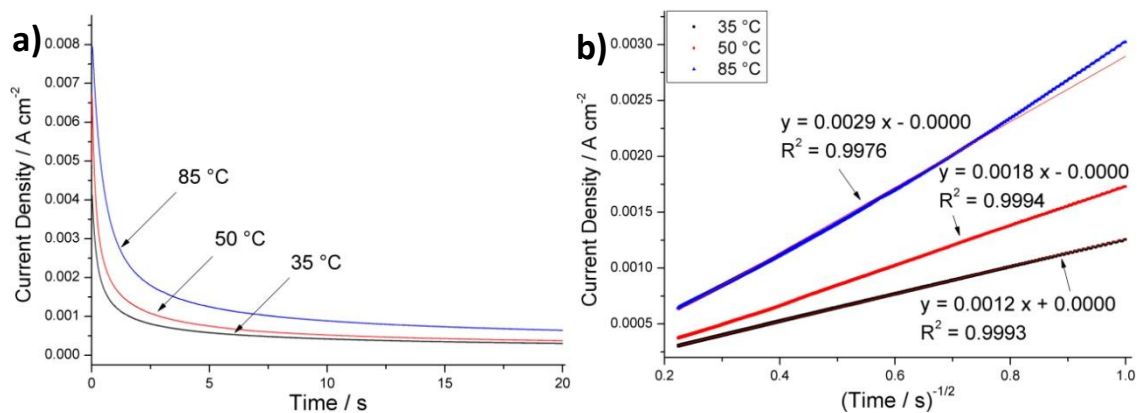 a)
0.008
0.007
0.006
0.005
0.004
0.003
0.002
0.001
0.000
Current Density / A cm⁻²
85 °C
50 °C
35 °C
0
5
10
15
20
Time / s
b)
35 °C
50 °C
85 °C
0.0030
0.0025
0.0020
0.0015
0.0010
0.0005
Current Density / A cm⁻²
y = 0.0029 x - 0.0000
R² = 0.9976
y = 0.0018 x - 0.0000
R² = 0.9994
y = 0.0012 x + 0.0000
R² = 0.9993
0.2
0.4
0.6
0.8
1.0
(Time / s)⁻¹/²